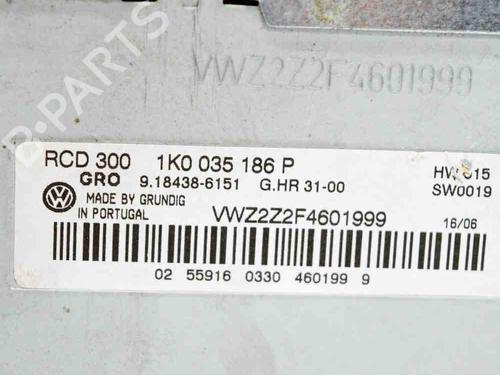 VWZ2Z2F4601999
RCD 300 1K0 035 186 P
GRO 9.18438-6151 G.HR 31-00
HW 015
SW0019
MADE BY GRUNDIG
IN PORTUGAL
VWZ2Z2F4601999
16/06
02 55916 0330 460199 9
B-PARTS